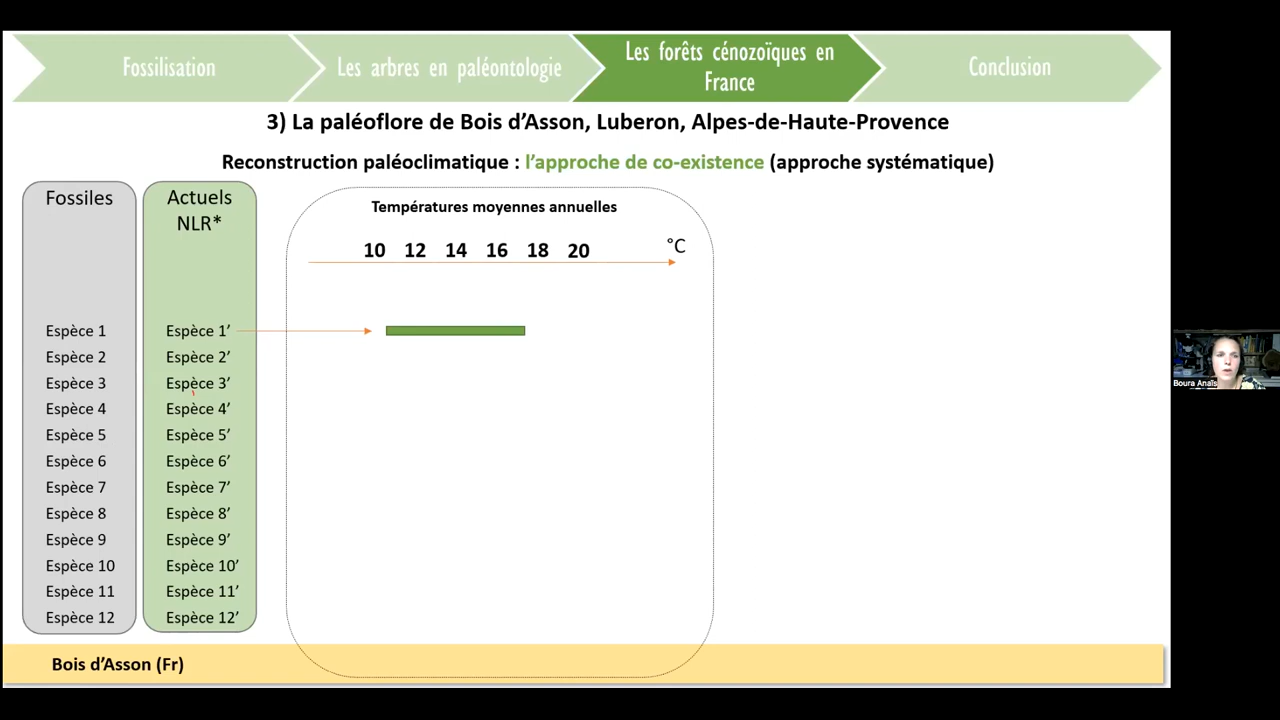 Fossilisation
Les arbres en paléontologie
Les forêts cénozoïques en
France
Conclusion
3) La paléoflore de Bois d’Asson, Luberon, Alpes-de-Haute-Provence
Reconstruction paléoclimatique : l’approche de co-existence (approche systématique)
Fossiles
Actuels
NLR*
Températures moyennes annuelles
10 12 14 16 18 20 °C
Espèce 1 Espèce 1’
Espèce 2 Espèce 2’
Espèce 3 Espèce 3’
Espèce 4 Espèce 4’
Espèce 5 Espèce 5’
Espèce 6 Espèce 6’
Espèce 7 Espèce 7’
Espèce 8 Espèce 8’
Espèce 9 Espèce 9’
Espèce 10 Espèce 10’
Espèce 11 Espèce 11’
Espèce 12 Espèce 12’
Bois d’Asson (Fr)
Boura Anaïs